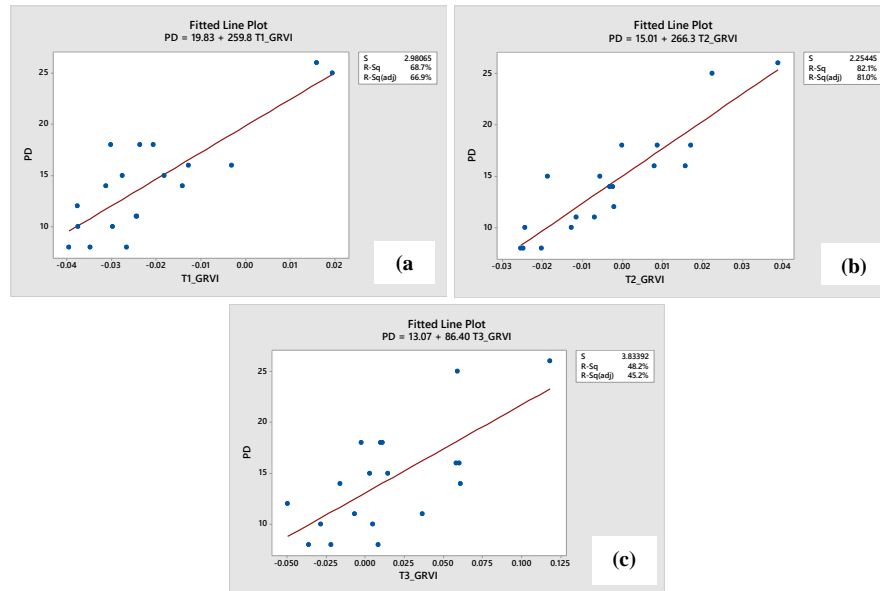 Fitted Line Plot
PD = 19.83 + 259.8 T1_GRVI
S 2.98065
R-Sq 68.7%
R-Sq(adj) 66.9%
25
20
15
10
PD
-0.04 -0.03 -0.02 -0.01 0.00 0.01 0.02
T1_GRVI
(a
Fitted Line Plot
PD = 15.01 + 266.3 T2_GRVI
S 2.25445
R-Sq 82.1%
R-Sq(adj) 81.0%
25
20
15
10
PD
-0.03 -0.02 -0.01 0.00 0.01 0.02 0.03 0.04
T2_GRVI
(b)
Fitted Line Plot
PD = 13.07 + 86.40 T3_GRVI
S 3.83392
R-Sq 48.2%
R-Sq(adj) 45.2%
25
20
15
10
PD
-0.050 -0.025 0.000 0.025 0.050 0.075 0.100 0.125
T3_GRVI
(c)